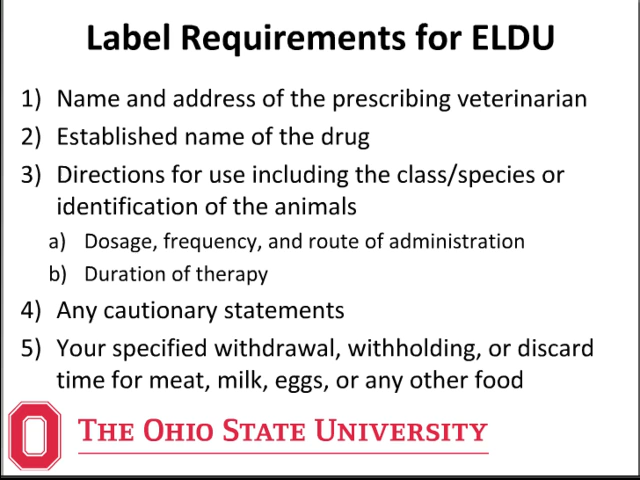 Label Requirements for ELDU
1) Name and address of the prescribing veterinarian
2) Established name of the drug
3) Directions for use including the class/species or
identification of the animals
a) Dosage, frequency, and route of administration
b) Duration of therapy
4) Any cautionary statements
5) Your specified withdrawal, withholding, or discard
time for meat, milk, eggs, or any other food
THE OHIO STATE UNIVERSITY